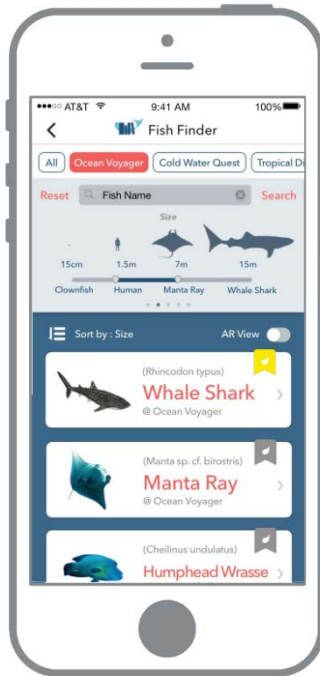 AT&T 9:41 AM 100%
Fish Finder
All Ocean Voyager Cold Water Quest Tropical Di
Reset Fish Name Search
Size
15cm 1.5m 7m 15m
Clownfish Human Manta Ray Whale Shark
Sort by : Size AR View
(Rhincodon typus)
Whale Shark
@ Ocean Voyager
(Manta sp. cf. birostris)
Manta Ray
@ Ocean Voyager
(Cheilinus undulatus)
Humphead Wrasse